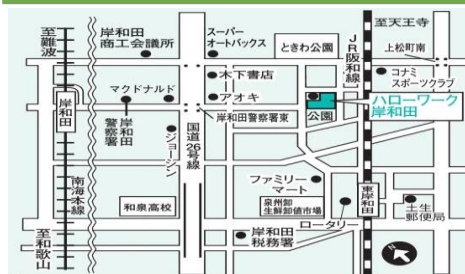 至難波
岸和田
商工会議所
スーパー
オートバックス
ときわ公園
JR阪和線
至天王寺
上松町南
コナミ
スポーツクラブ
木下書店
マクドナルド
アオキ
岸和田
岸和田警察署東
公園
ハローワーク
岸和田
岸和田
警察署
ジョーシン
国道26号線
南海本線
和泉高校
ファミリー
マート
泉州卸
生鮮卸値市場
東岸和田
土生
郵便局
ロータリー
至和歌山
岸和田
税務署